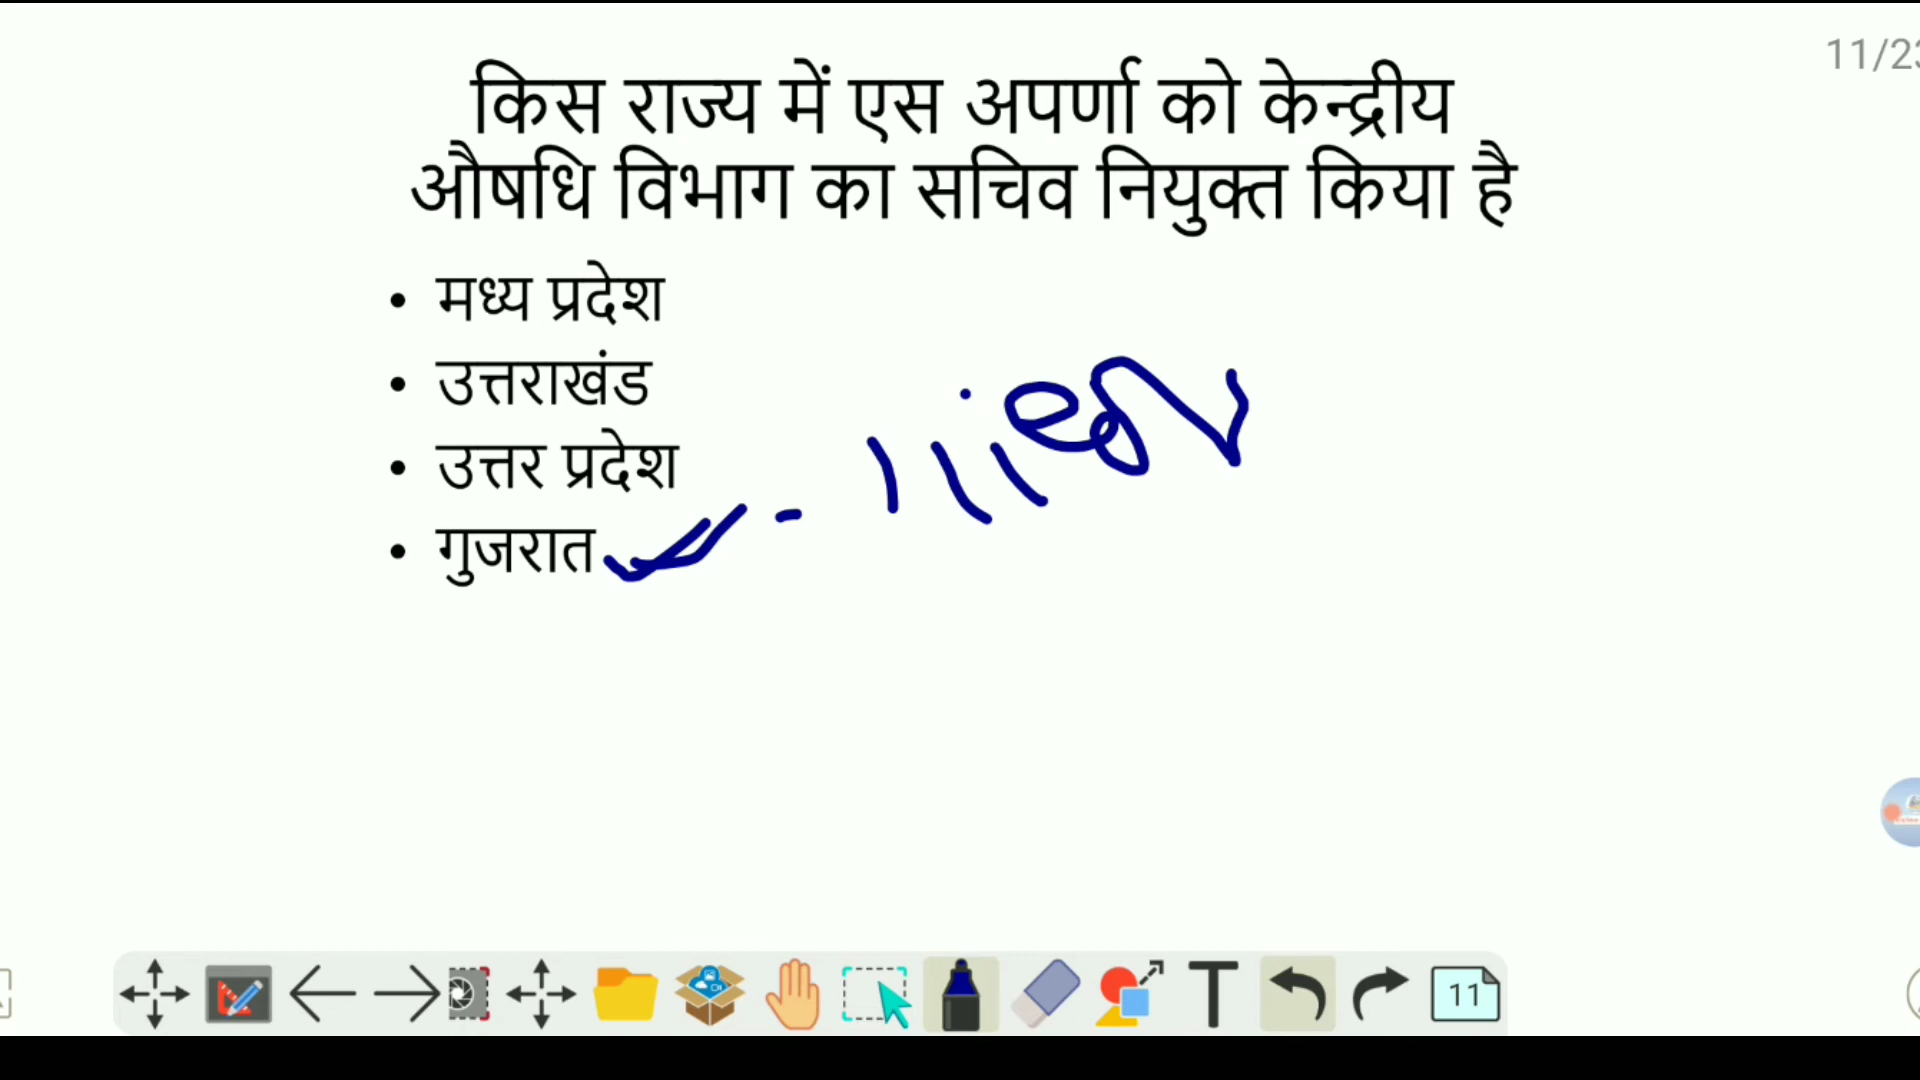 11/23
किस राज्य में एस अपर्णा को केन्द्रीय
औषधि विभाग का सचिव नियुक्त किया है
• मध्य प्रदेश
• उत्तराखंड
• उत्तर प्रदेश
• गुजरात
T
11